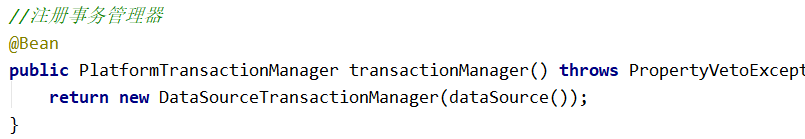 //注册事务管理器
@Bean
public PlatformTransactionManager transactionManager() throws PropertyVetoExcept
return new DataSourceTransactionManager(dataSource());
}